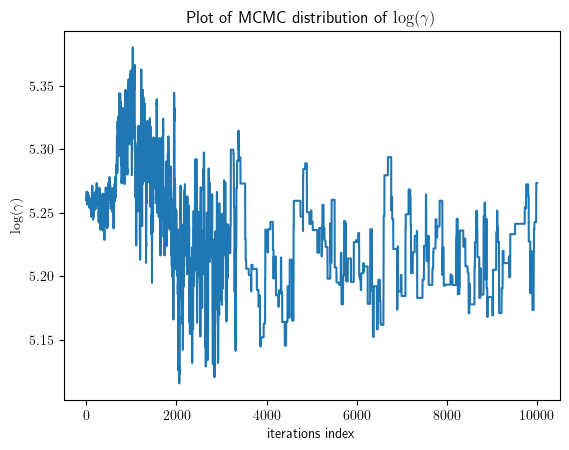 Plot of MCMC distribution of log(γ)
5.35
5.30
5.25
5.20
5.15
log(γ)
0 2000 4000 6000 8000 10000
iterations index